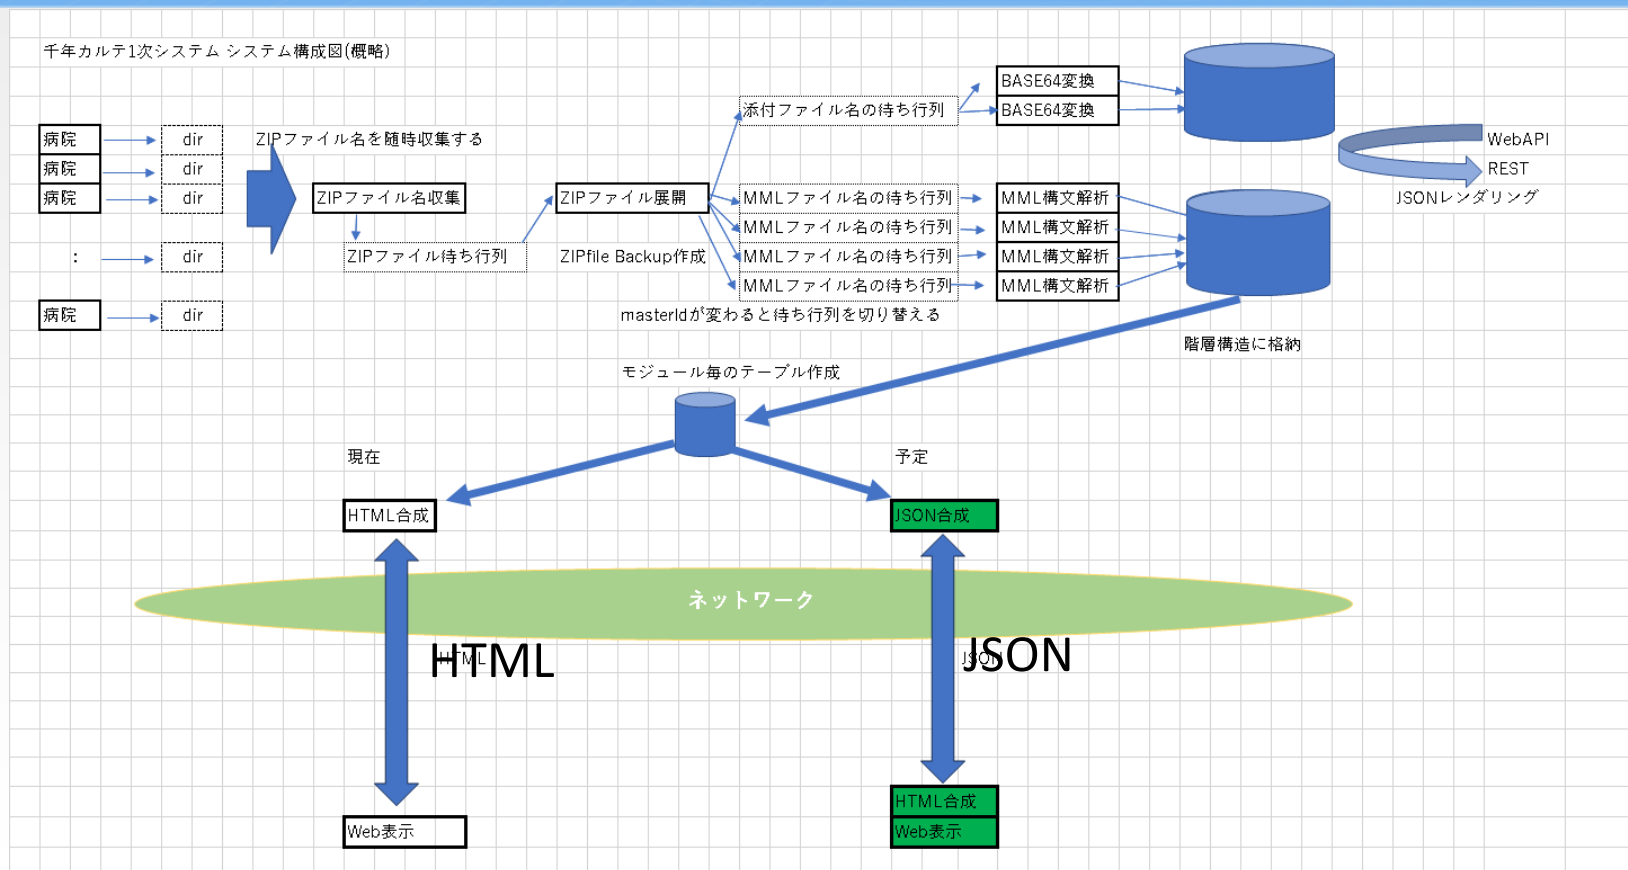 千年カルテ1次システム システム構成図(概略)
BASE64変換
添付ファイル名の待ち行列
BASE64変換
病院
dir
ZIPファイル名を随時収集する
WebAPI
病院
dir
REST
病院
dir
ZIPファイル名収集
ZIPファイル展開
MMLファイル名の待ち行列
MML構文解析
JSONレンダリング
MMLファイル名の待ち行列
MML構文解析
:
dir
ZIPファイル待ち行列
ZIPfile Backup作成
MMLファイル名の待ち行列
MML構文解析
MMLファイル名の待ち行列
MML構文解析
病院
dir
masterIdが変わると待ち行列を切り替える
階層構造に格納
モジュール毎のテーブル作成
現在
予定
HTML合成
JSON合成
ネットワーク
HTML
HTML
JSON
JSON
HTML合成
Web表示
Web表示